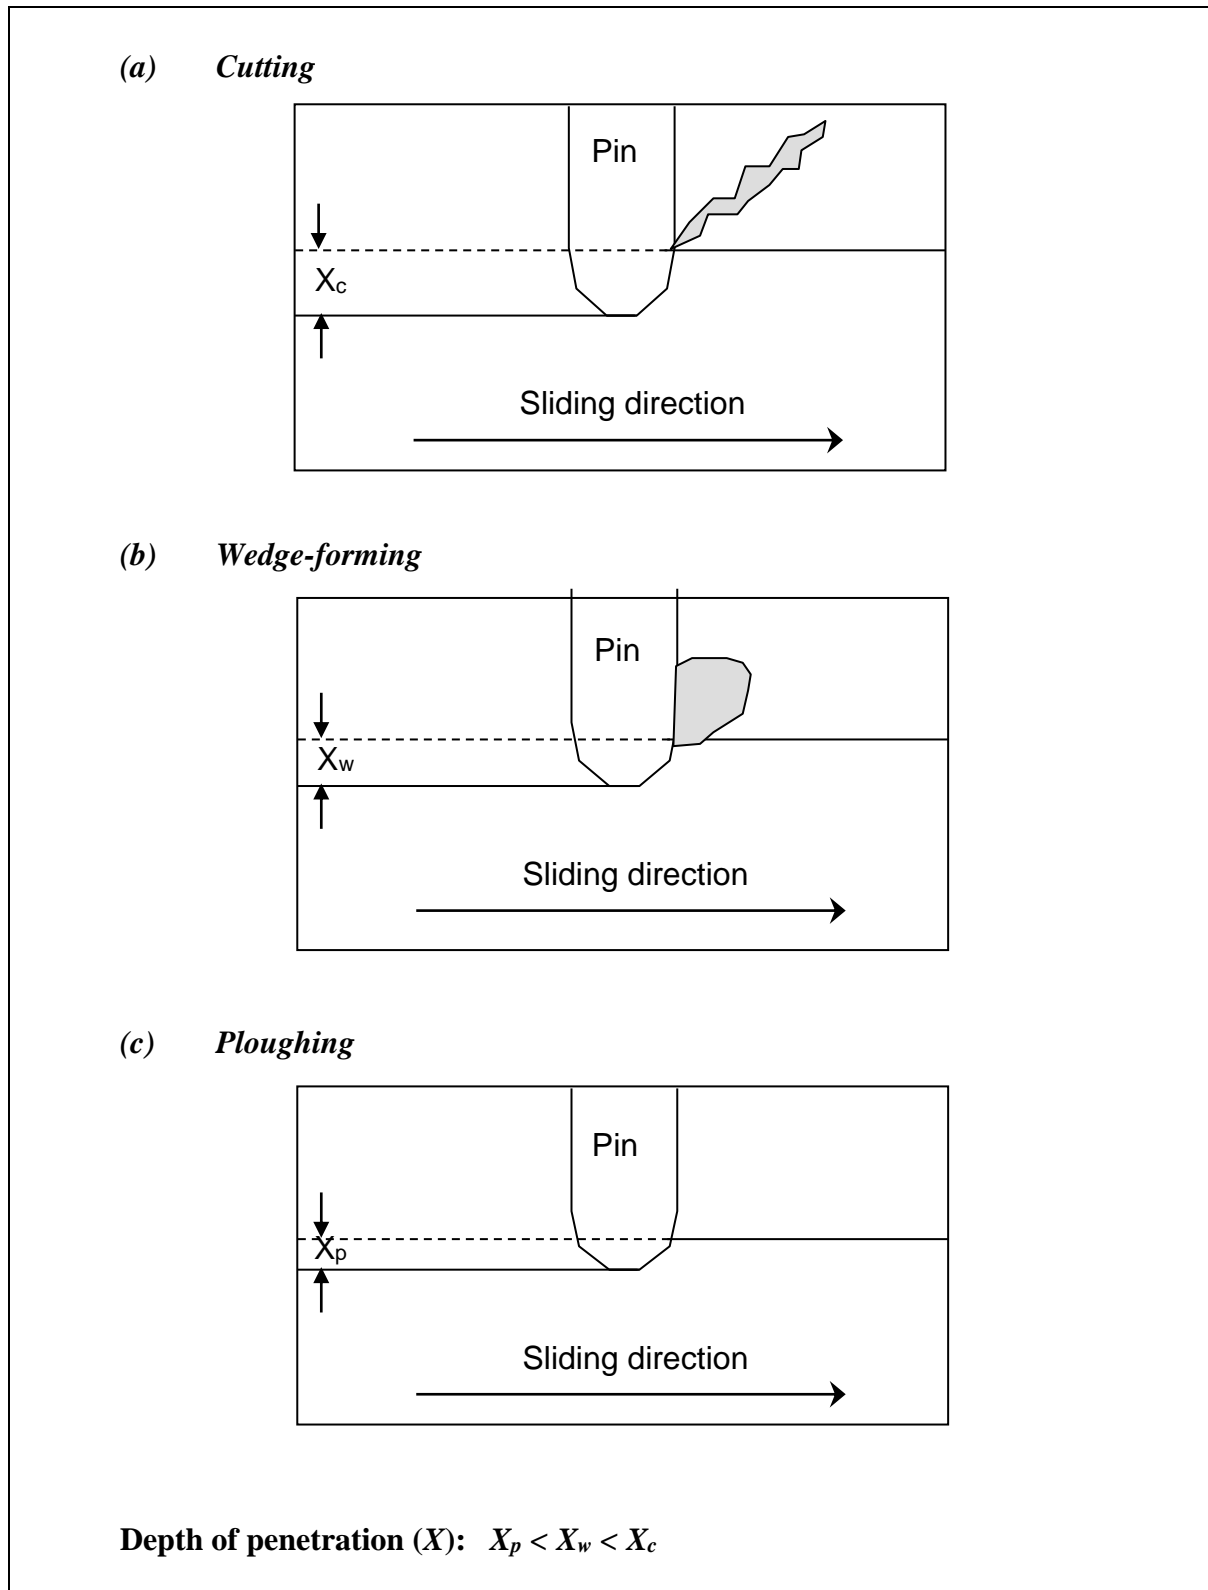 (a) Cutting
Pin
Xc
Sliding direction
(b) Wedge-forming
Pin
Xw
Sliding direction
(c) Ploughing
Pin
Xp
Sliding direction
Depth of penetration (X): Xp < Xw < Xc